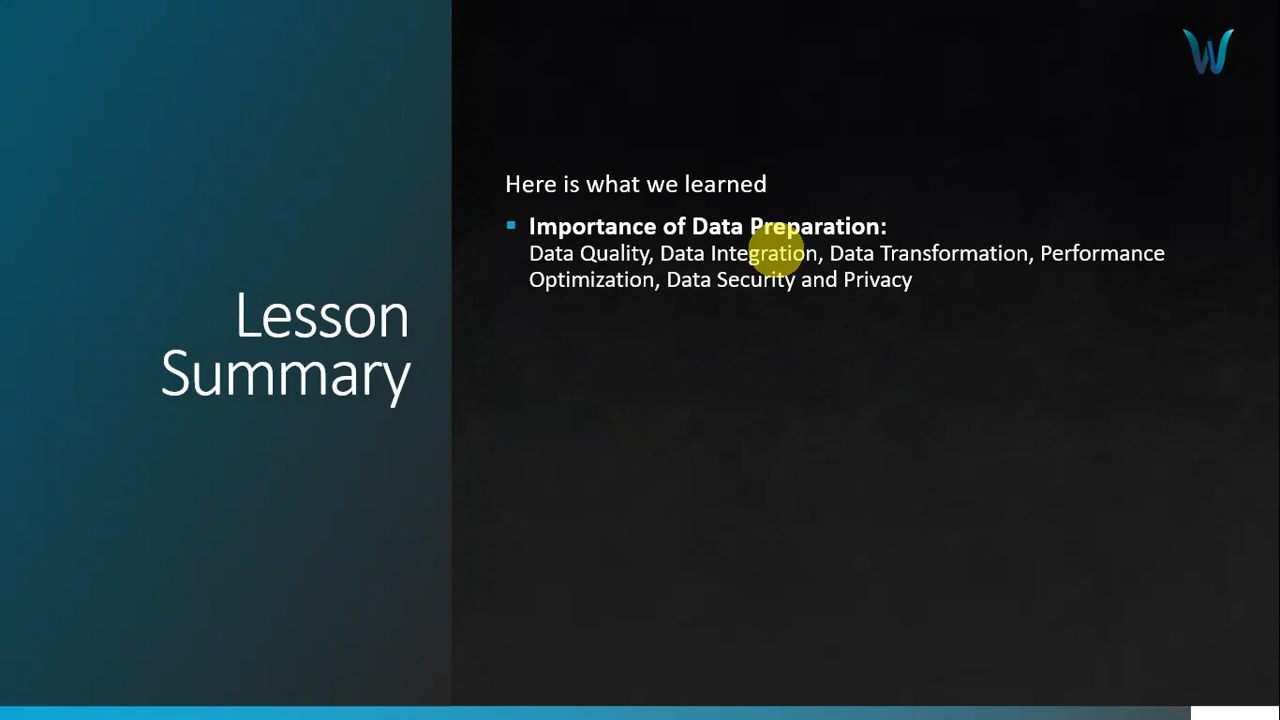 Lesson
Summary
Here is what we learned
Importance of Data Preparation:
Data Quality, Data Integration, Data Transformation, Performance
Optimization, Data Security and Privacy